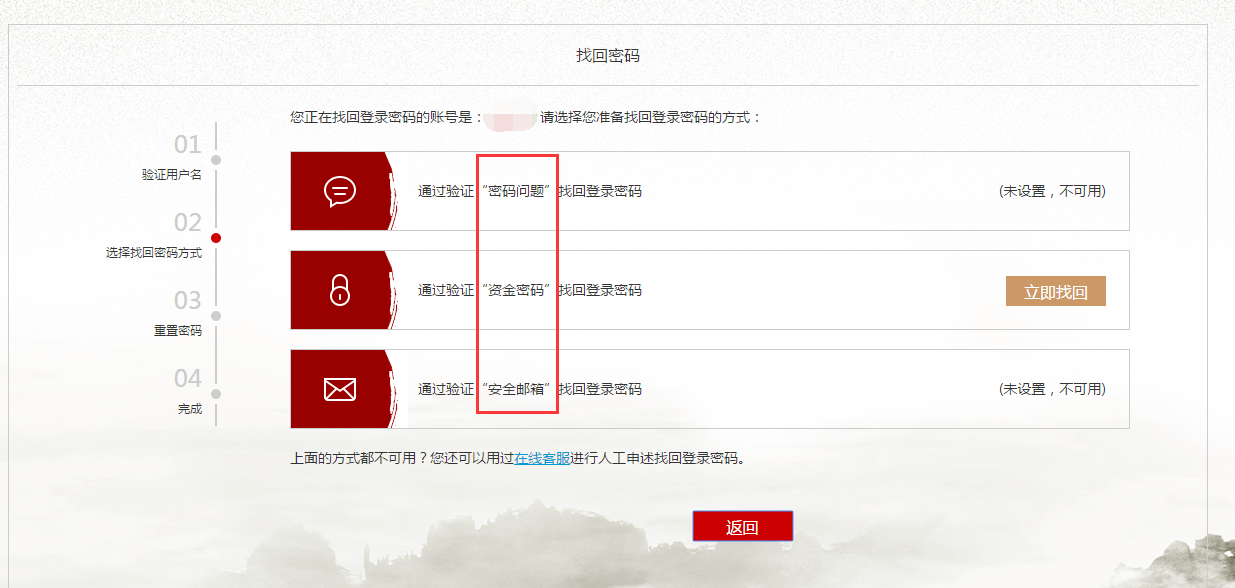 找回密码
您正在找回登录密码的账号是： 请选择您准备找回登录密码的方式：
01
验证用户名
02
选择找回密码方式
03
重置密码
04
完成
通过验证“密码问题”找回登录密码 (未设置，不可用)
通过验证“资金密码”找回登录密码 立即找回
通过验证“安全邮箱”找回登录密码 (未设置，不可用)
上面的方式都不可用？您还可以用过在线客服进行人工申述找回登录密码。
返回